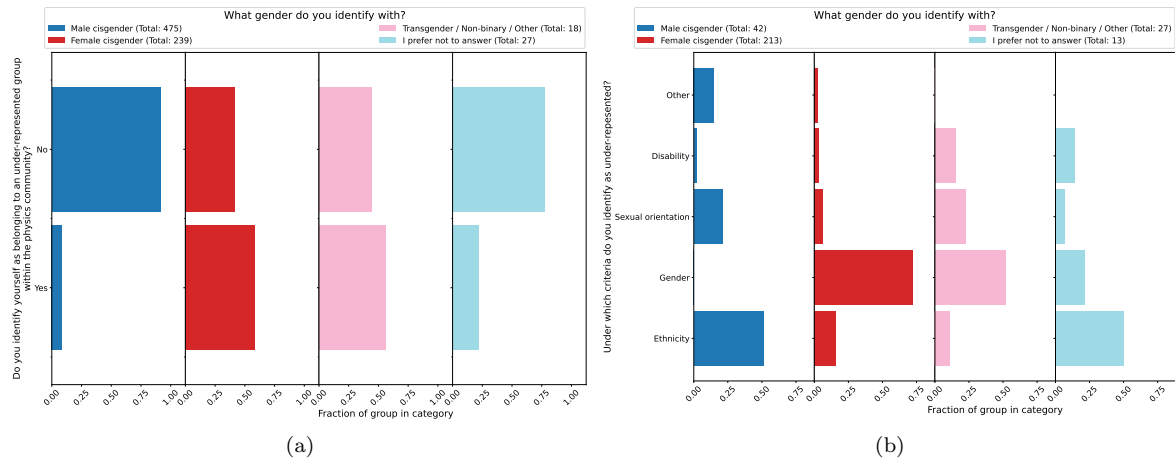 What gender do you identify with?
Male cisgender (Total: 475)
Female cisgender (Total: 239)
Transgender / Non-binary / Other (Total: 18)
I prefer not to answer (Total: 27)
Do you identify yourself as belonging to an under-represented group
within the physics community?
No
Yes
0.00 0.25 0.50 0.75 1.00 0.00 0.25 0.50 0.75 1.00 0.00 0.25 0.50 0.75 1.00 0.00 0.25 0.50 0.75 1.00
Fraction of group in category
(a)
What gender do you identify with?
Male cisgender (Total: 42)
Female cisgender (Total: 213)
Transgender / Non-binary / Other (Total: 27)
I prefer not to answer (Total: 13)
Under which criteria do you identify as under-repesented?
Other
Disability
Sexual orientation
Gender
Ethnicity
0.00 0.25 0.50 0.75 0.00 0.25 0.50 0.75 0.00 0.25 0.50 0.75 0.00 0.25 0.50 0.75
Fraction of group in category
(b)